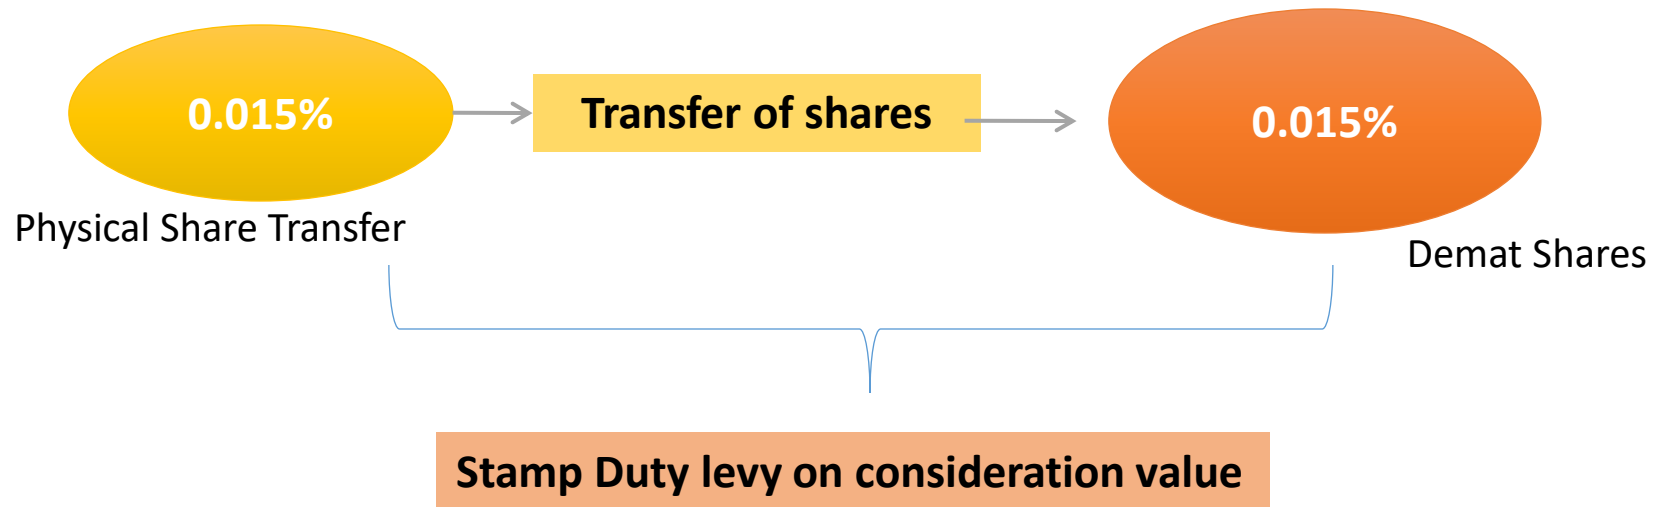 0.015%
Transfer of shares
0.015%
Physical Share Transfer
Demat Shares
Stamp Duty levy on consideration value